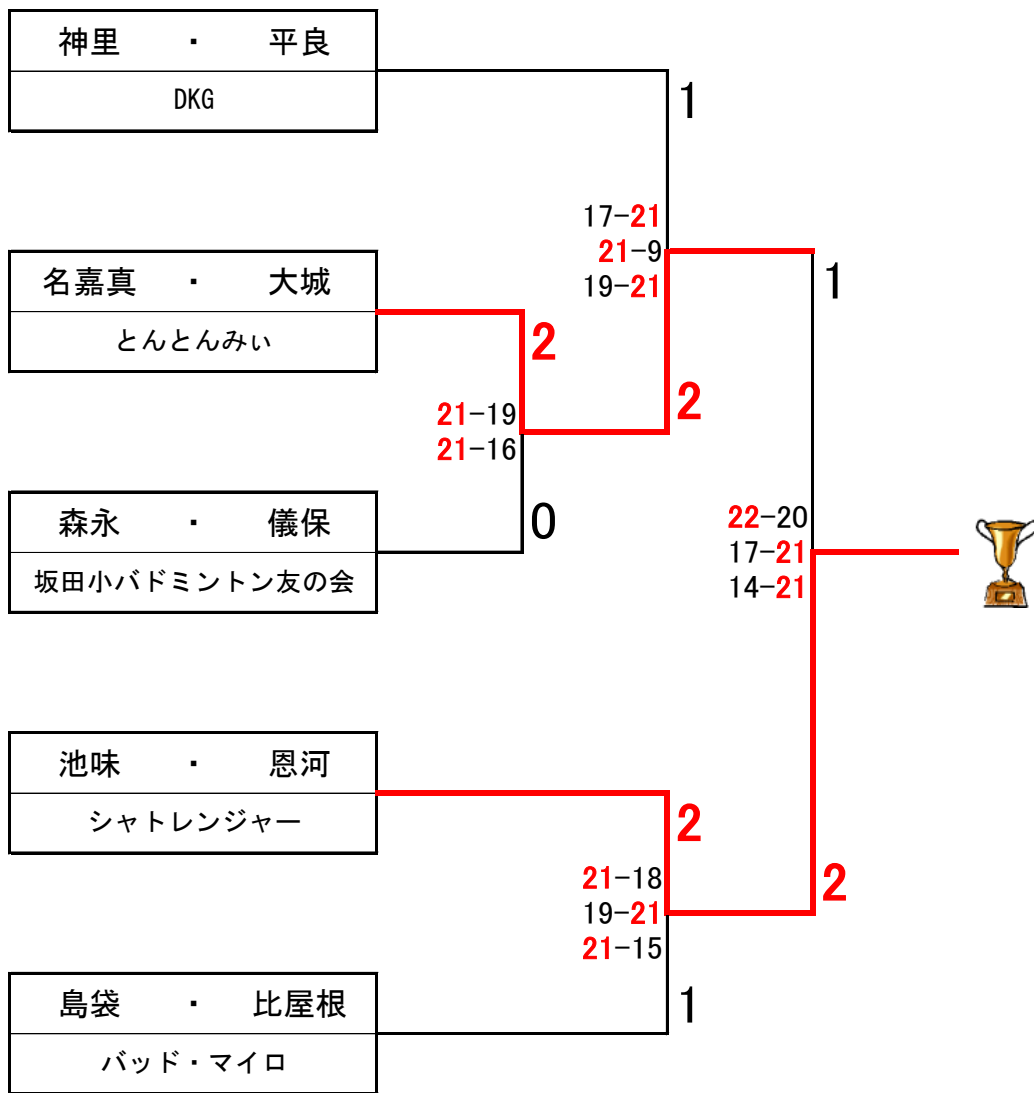 神里 ・ 平良
DKG
1
17-21
21-9
19-21
1
名嘉真 ・ 大城
とんとんみぃ
2
2
21-19
21-16
森永 ・ 儀保
坂田小バドミントン友の会
0
22-20
17-21
14-21
池味 ・ 恩河
シャトレンジャー
2
21-18
19-21
21-15
2
島袋 ・ 比屋根
バッド・マイロ
1